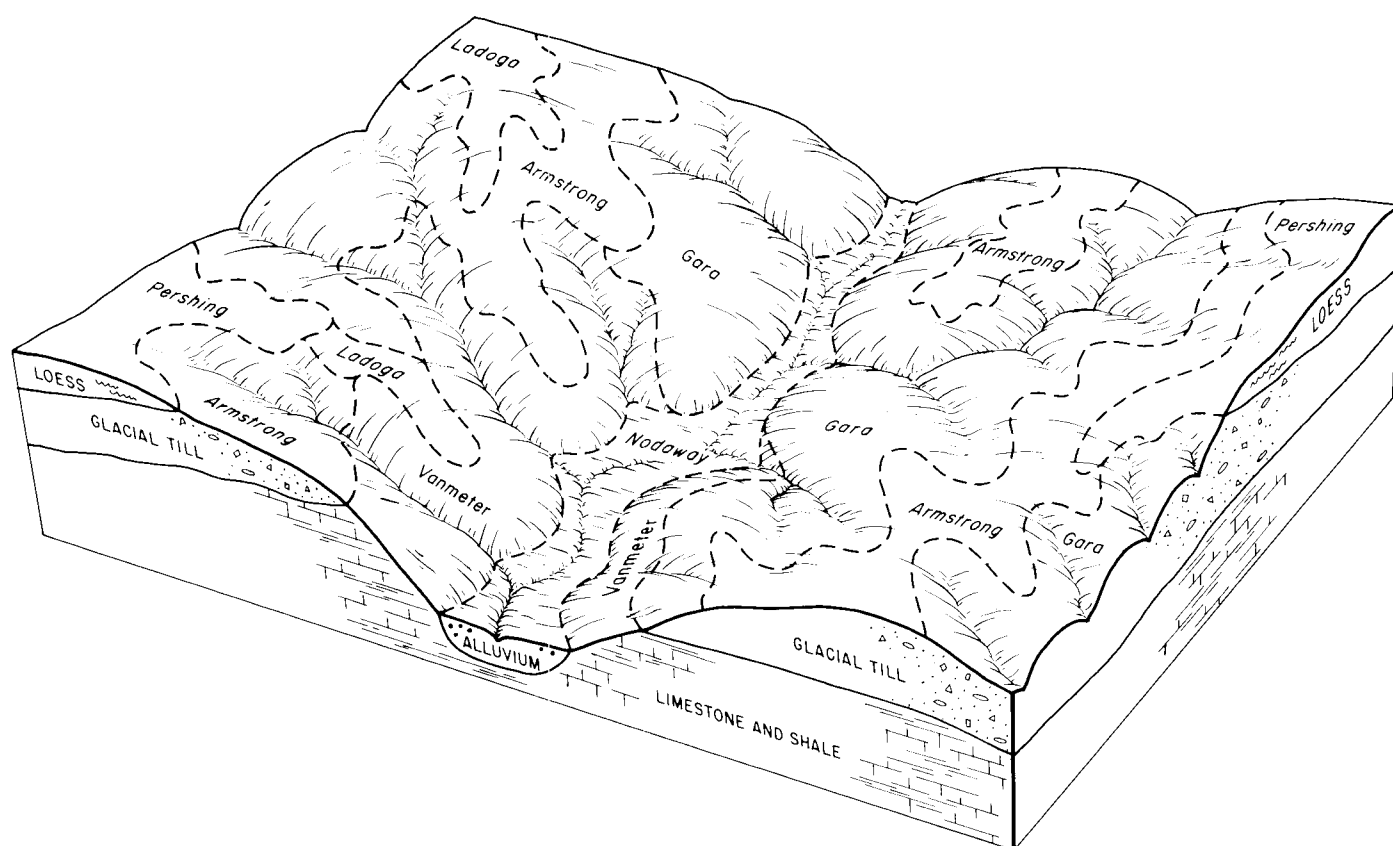 Ladoga
Armstrong
Gara
Armstrong
Pershing
LOESS
Pershing
Ladoga
LOESS
Armstrong
GLACIAL TILL
Vanmeter
Nodaway
Gara
Vanmeter
Armstrong
Gara
ALLUVIUM
GLACIAL TILL
LIMESTONE AND SHALE